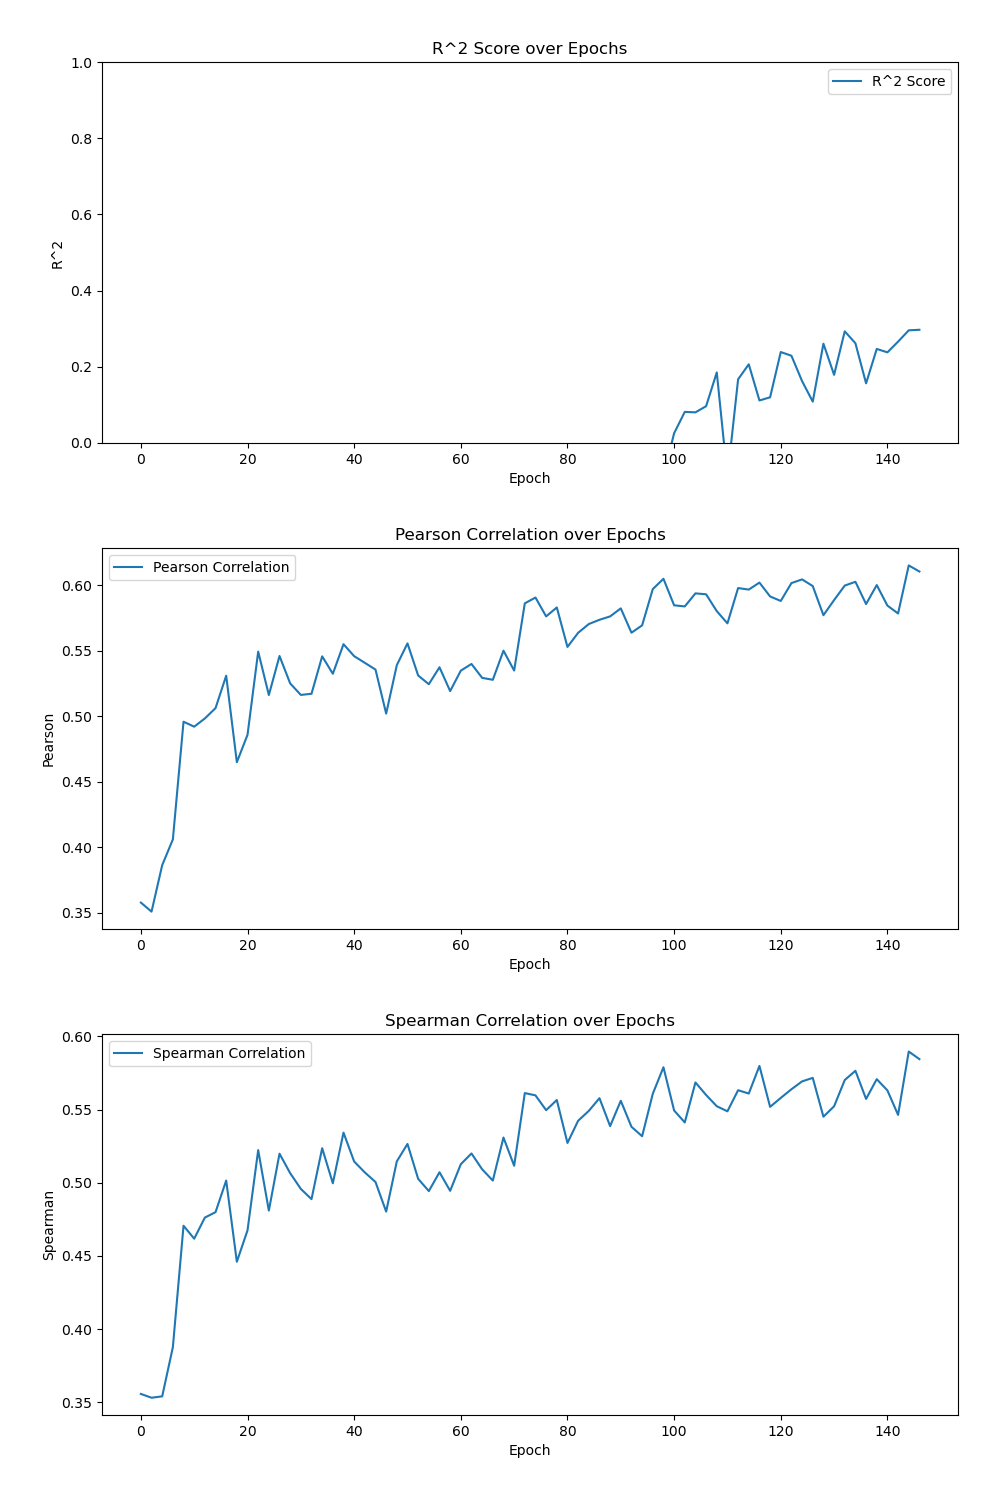 R^2 Score over Epochs
1.0
R^2 Score
0.8
0.6
R^2
0.4
0.2
0.0
0 20 40 60 80 100 120 140
Epoch
Pearson Correlation over Epochs
Pearson Correlation
0.60
0.55
0.50
Pearson
0.45
0.40
0.35
0 20 40 60 80 100 120 140
Epoch
Spearman Correlation over Epochs
0.60
Spearman Correlation
0.55
0.50
Spearman
0.45
0.40
0.35
0 20 40 60 80 100 120 140
Epoch